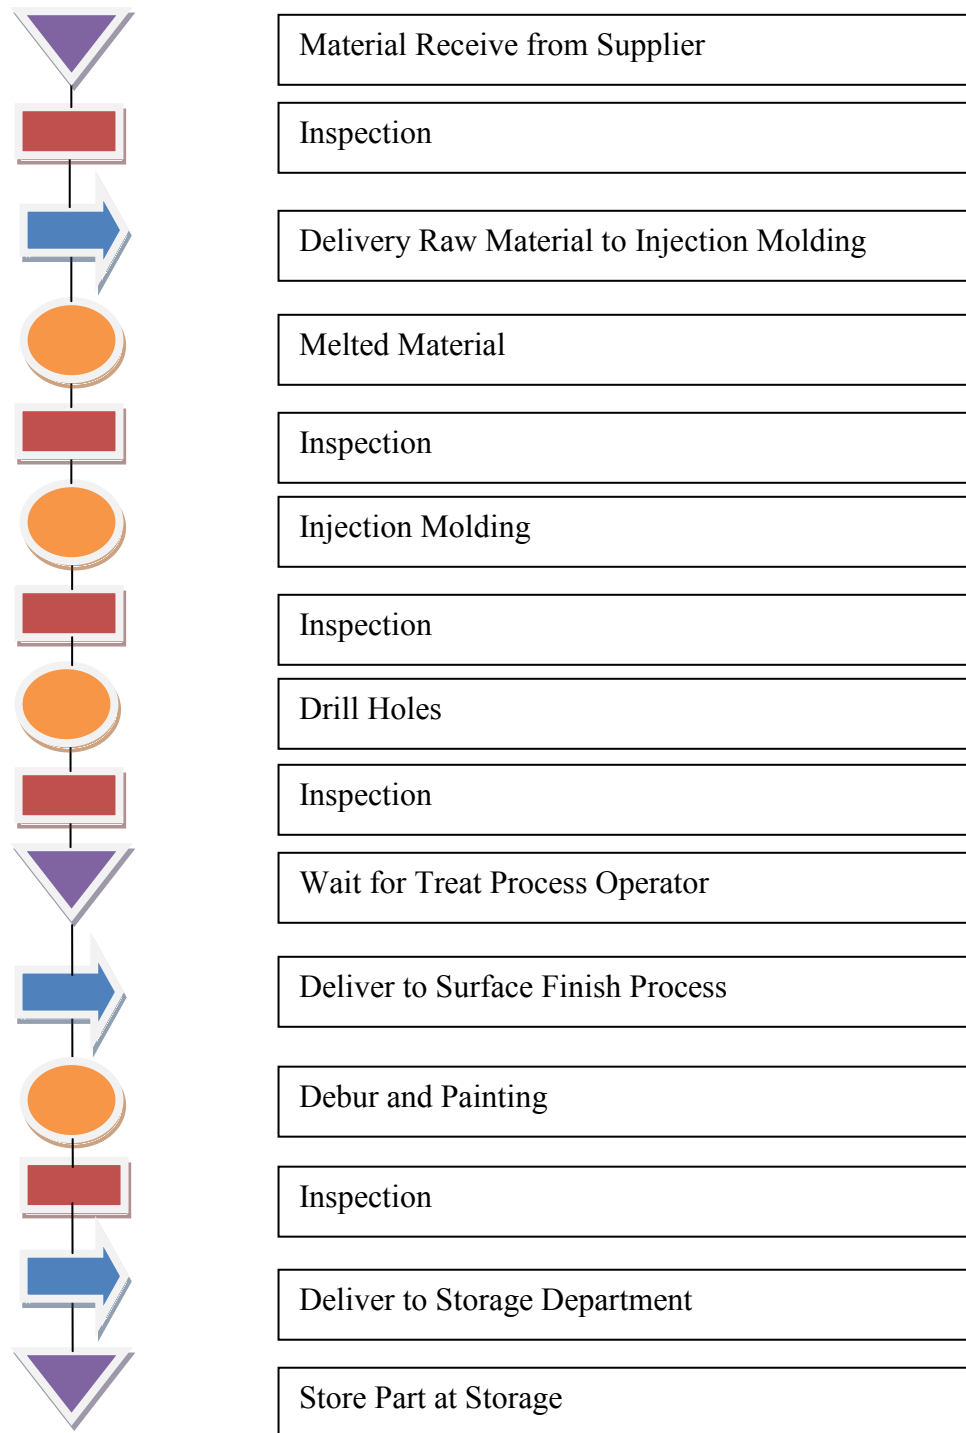 Material Receive from Supplier
Inspection
Delivery Raw Material to Injection Molding
Melted Material
Inspection
Injection Molding
Inspection
Drill Holes
Inspection
Wait for Treat Process Operator
Deliver to Surface Finish Process
Debur and Painting
Inspection
Deliver to Storage Department
Store Part at Storage